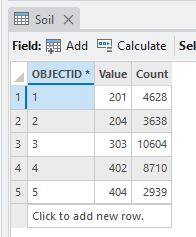 Soil
Field: Add Calculate Sel
OBJECTID * Value Count
1 1 201 4628
2 2 204 3638
3 3 303 10604
4 4 402 8710
5 5 404 2939
Click to add new row.